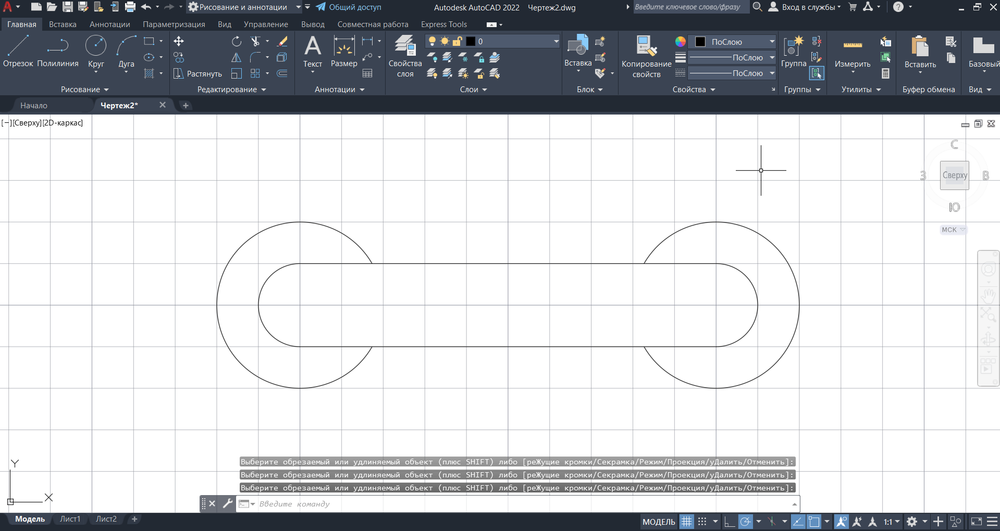 Рисование и аннотации
Общий доступ
Autodesk AutoCAD 2022 Чертеж2.dwg
Введите ключевое слово/фразу
Вход в службы
Главная Вставка Аннотации Параметризация Вид Управление Вывод Совместная работа Express Tools
0
ПоСлою
ПоСлою
ПоСлою
Отрезок Полилиния Круг Дуга
Растянуть
Текст Размер
Свойства слоя
Вставка
Копирование свойств
Группа
Измерить
Вставить
Базовый
Рисование Редактирование Аннотации Слои Блок Свойства Группы Утилиты Буфер обмена Вид
Начало Чертеж2*
[−][Сверху][2D-каркас]
С
З Сверху В
Ю
МСК
Y
X
Выберите обрезаемый или удлиняемый объект (плюс SHIFT) либо [реЖущие кромки/Секрамка/Режим/Проекция/уДалить/Отменить]:
Выберите обрезаемый или удлиняемый объект (плюс SHIFT) либо [реЖущие кромки/Секрамка/Режим/Проекция/уДалить/Отменить]:
Выберите обрезаемый или удлиняемый объект (плюс SHIFT) либо [реЖущие кромки/Секрамка/Режим/Проекция/уДалить/Отменить]:
Введите команду
Модель Лист1 Лист2
МОДЕЛЬ
1:1